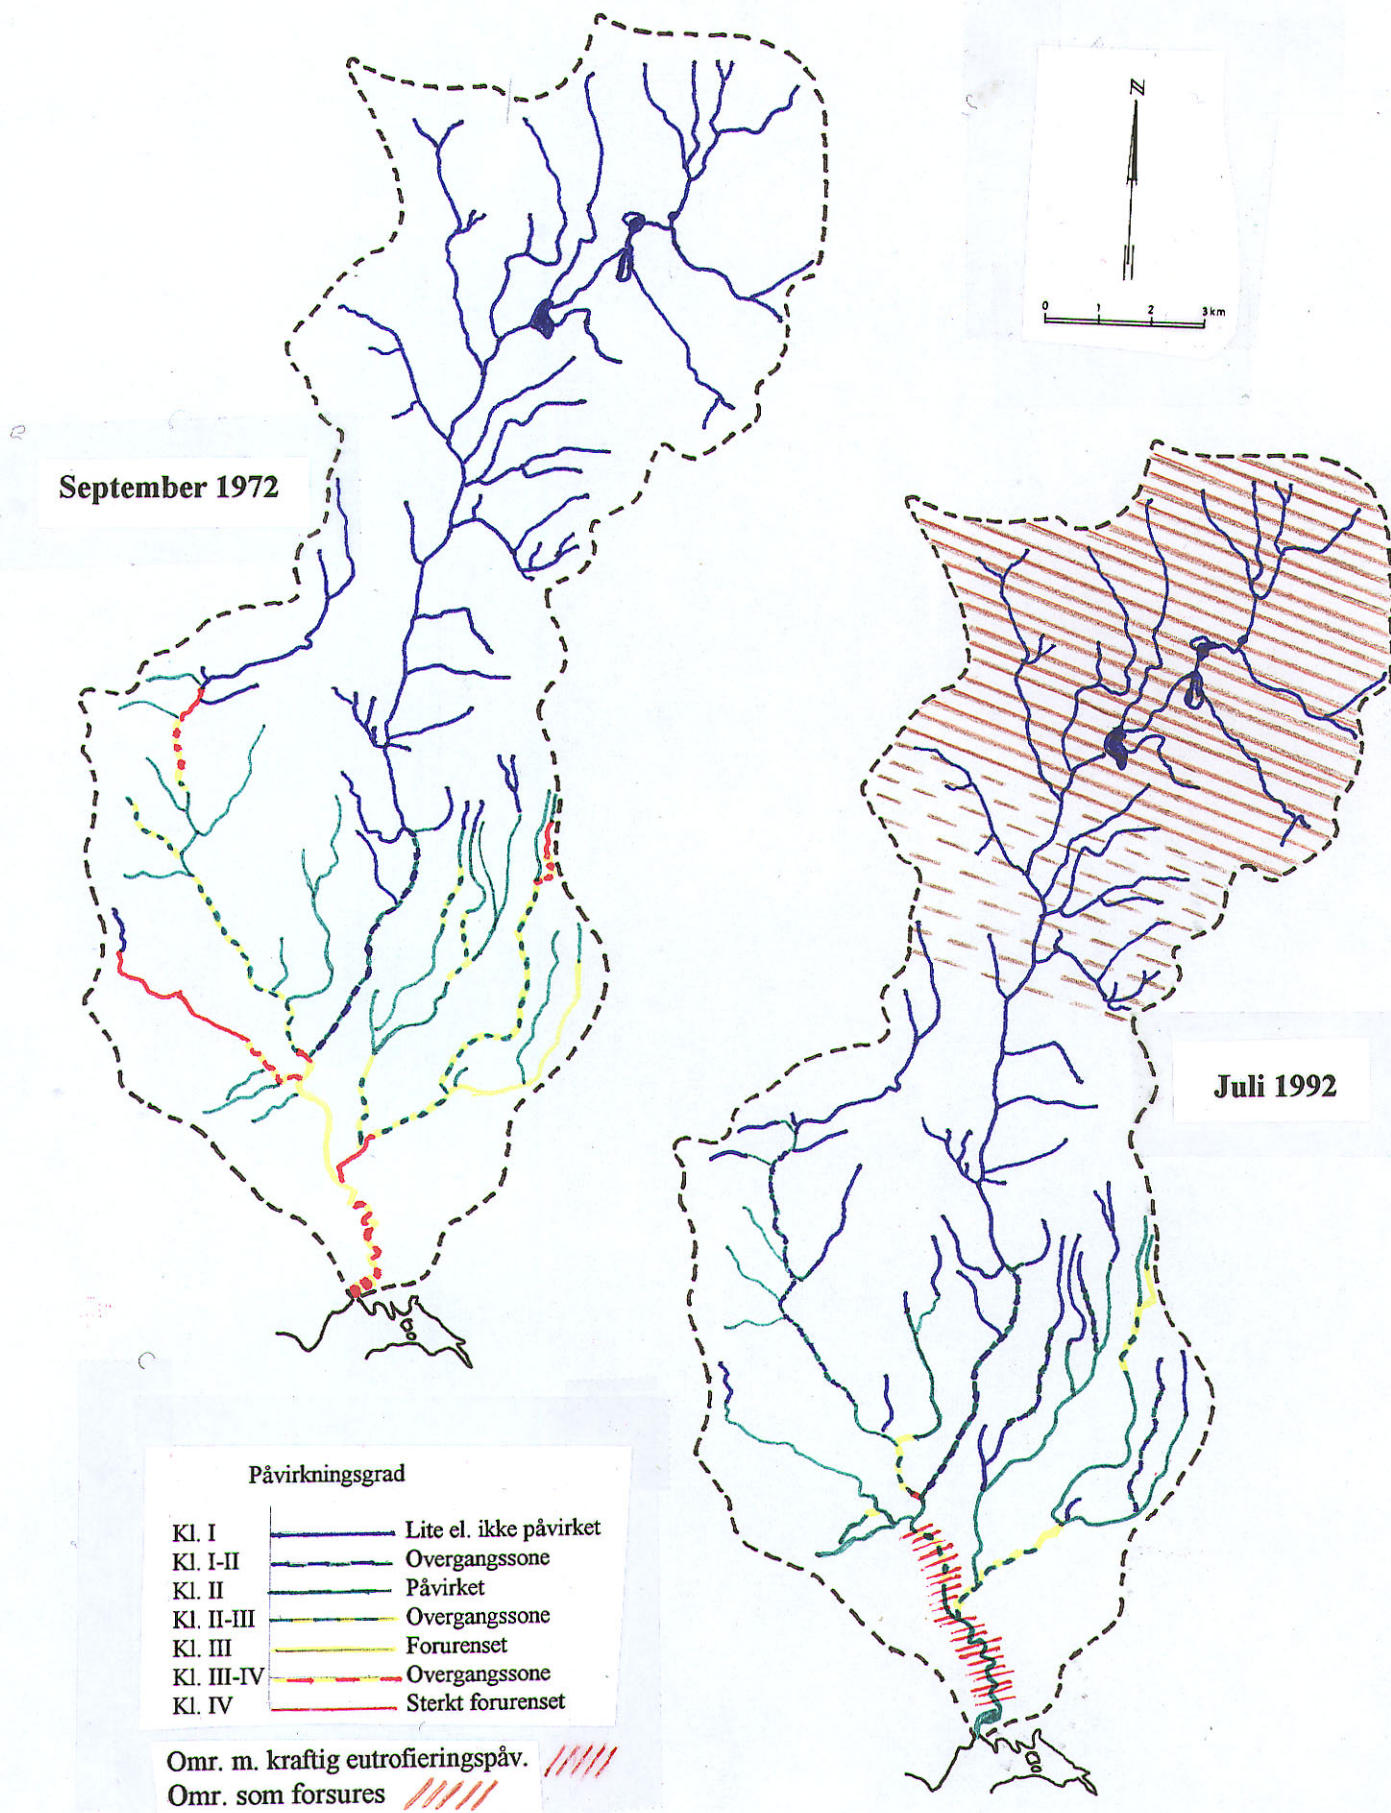 N
0 1 2 3 km
September 1972
Juli 1992
Påvirkningsgrad
Kl. I Lite el. ikke påvirket
Kl. I-II Overgangssone
Kl. II Påvirket
Kl. II-III Overgangssone
Kl. III Forurenset
Kl. III-IV Overgangssone
Kl. IV Sterkt forurenset
Omr. m. kraftig eutrofieringspåv.
Omr. som forsures